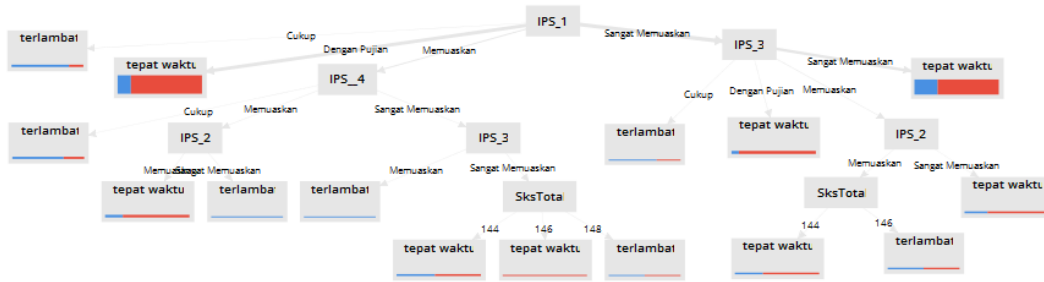 IPS_1
terlambat
Cukup
Dengan Pujian
Memuaskan
Sangat Memuaskan
IPS_3
tepat waktu
IPS__4
Sangat Memuaskan
tepat waktu
Cukup
Memuaskan
Sangat Memuaskan
Cukup
Dengan Pujian
Memuaskan
terlambat
IPS_2
IPS_3
terlambat
tepat waktu
IPS_2
Memuaskan
Sangat Memuaskan
Memuaskan
Sangat Memuaskan
Memuaskan
Sangat Memuaskan
tepat waktu
terlambat
terlambat
SksTotal
SksTotal
tepat waktu
144
146
148
144
146
tepat waktu
tepat waktu
terlambat
tepat waktu
terlambat